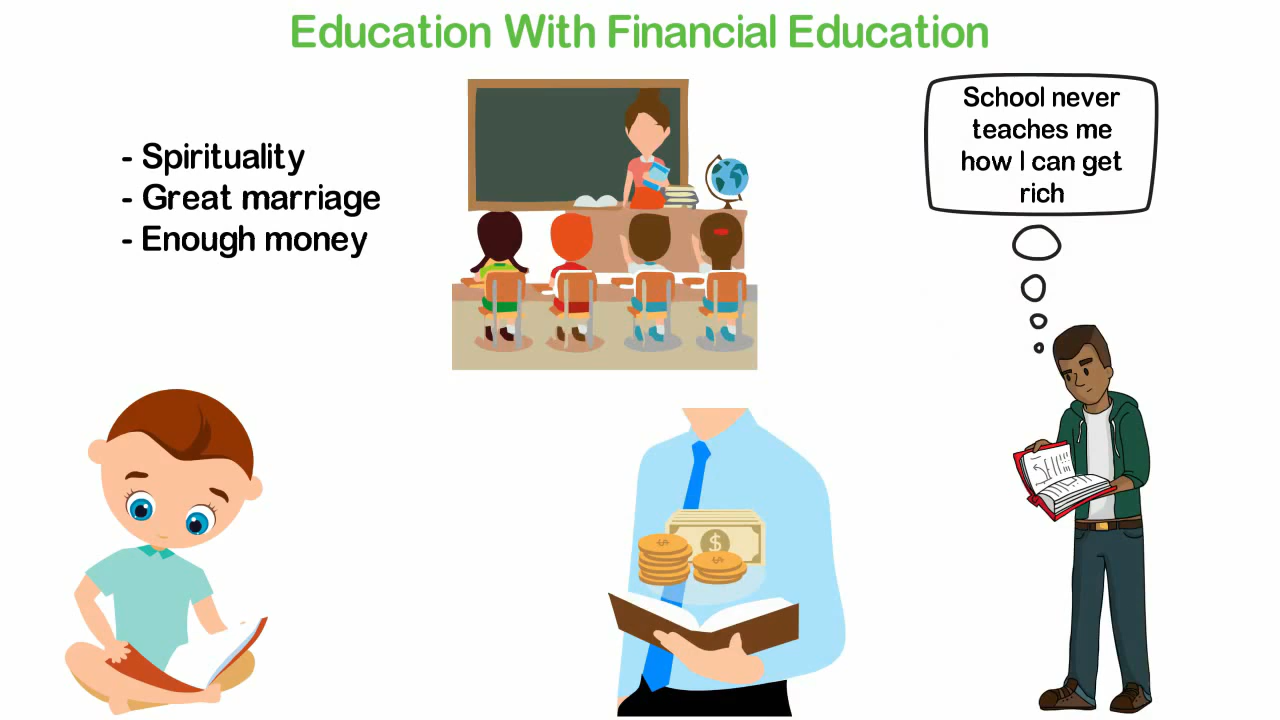 Education With Financial Education
- Spirituality
- Great marriage
- Enough money
School never
teaches me
how I can get
rich
$